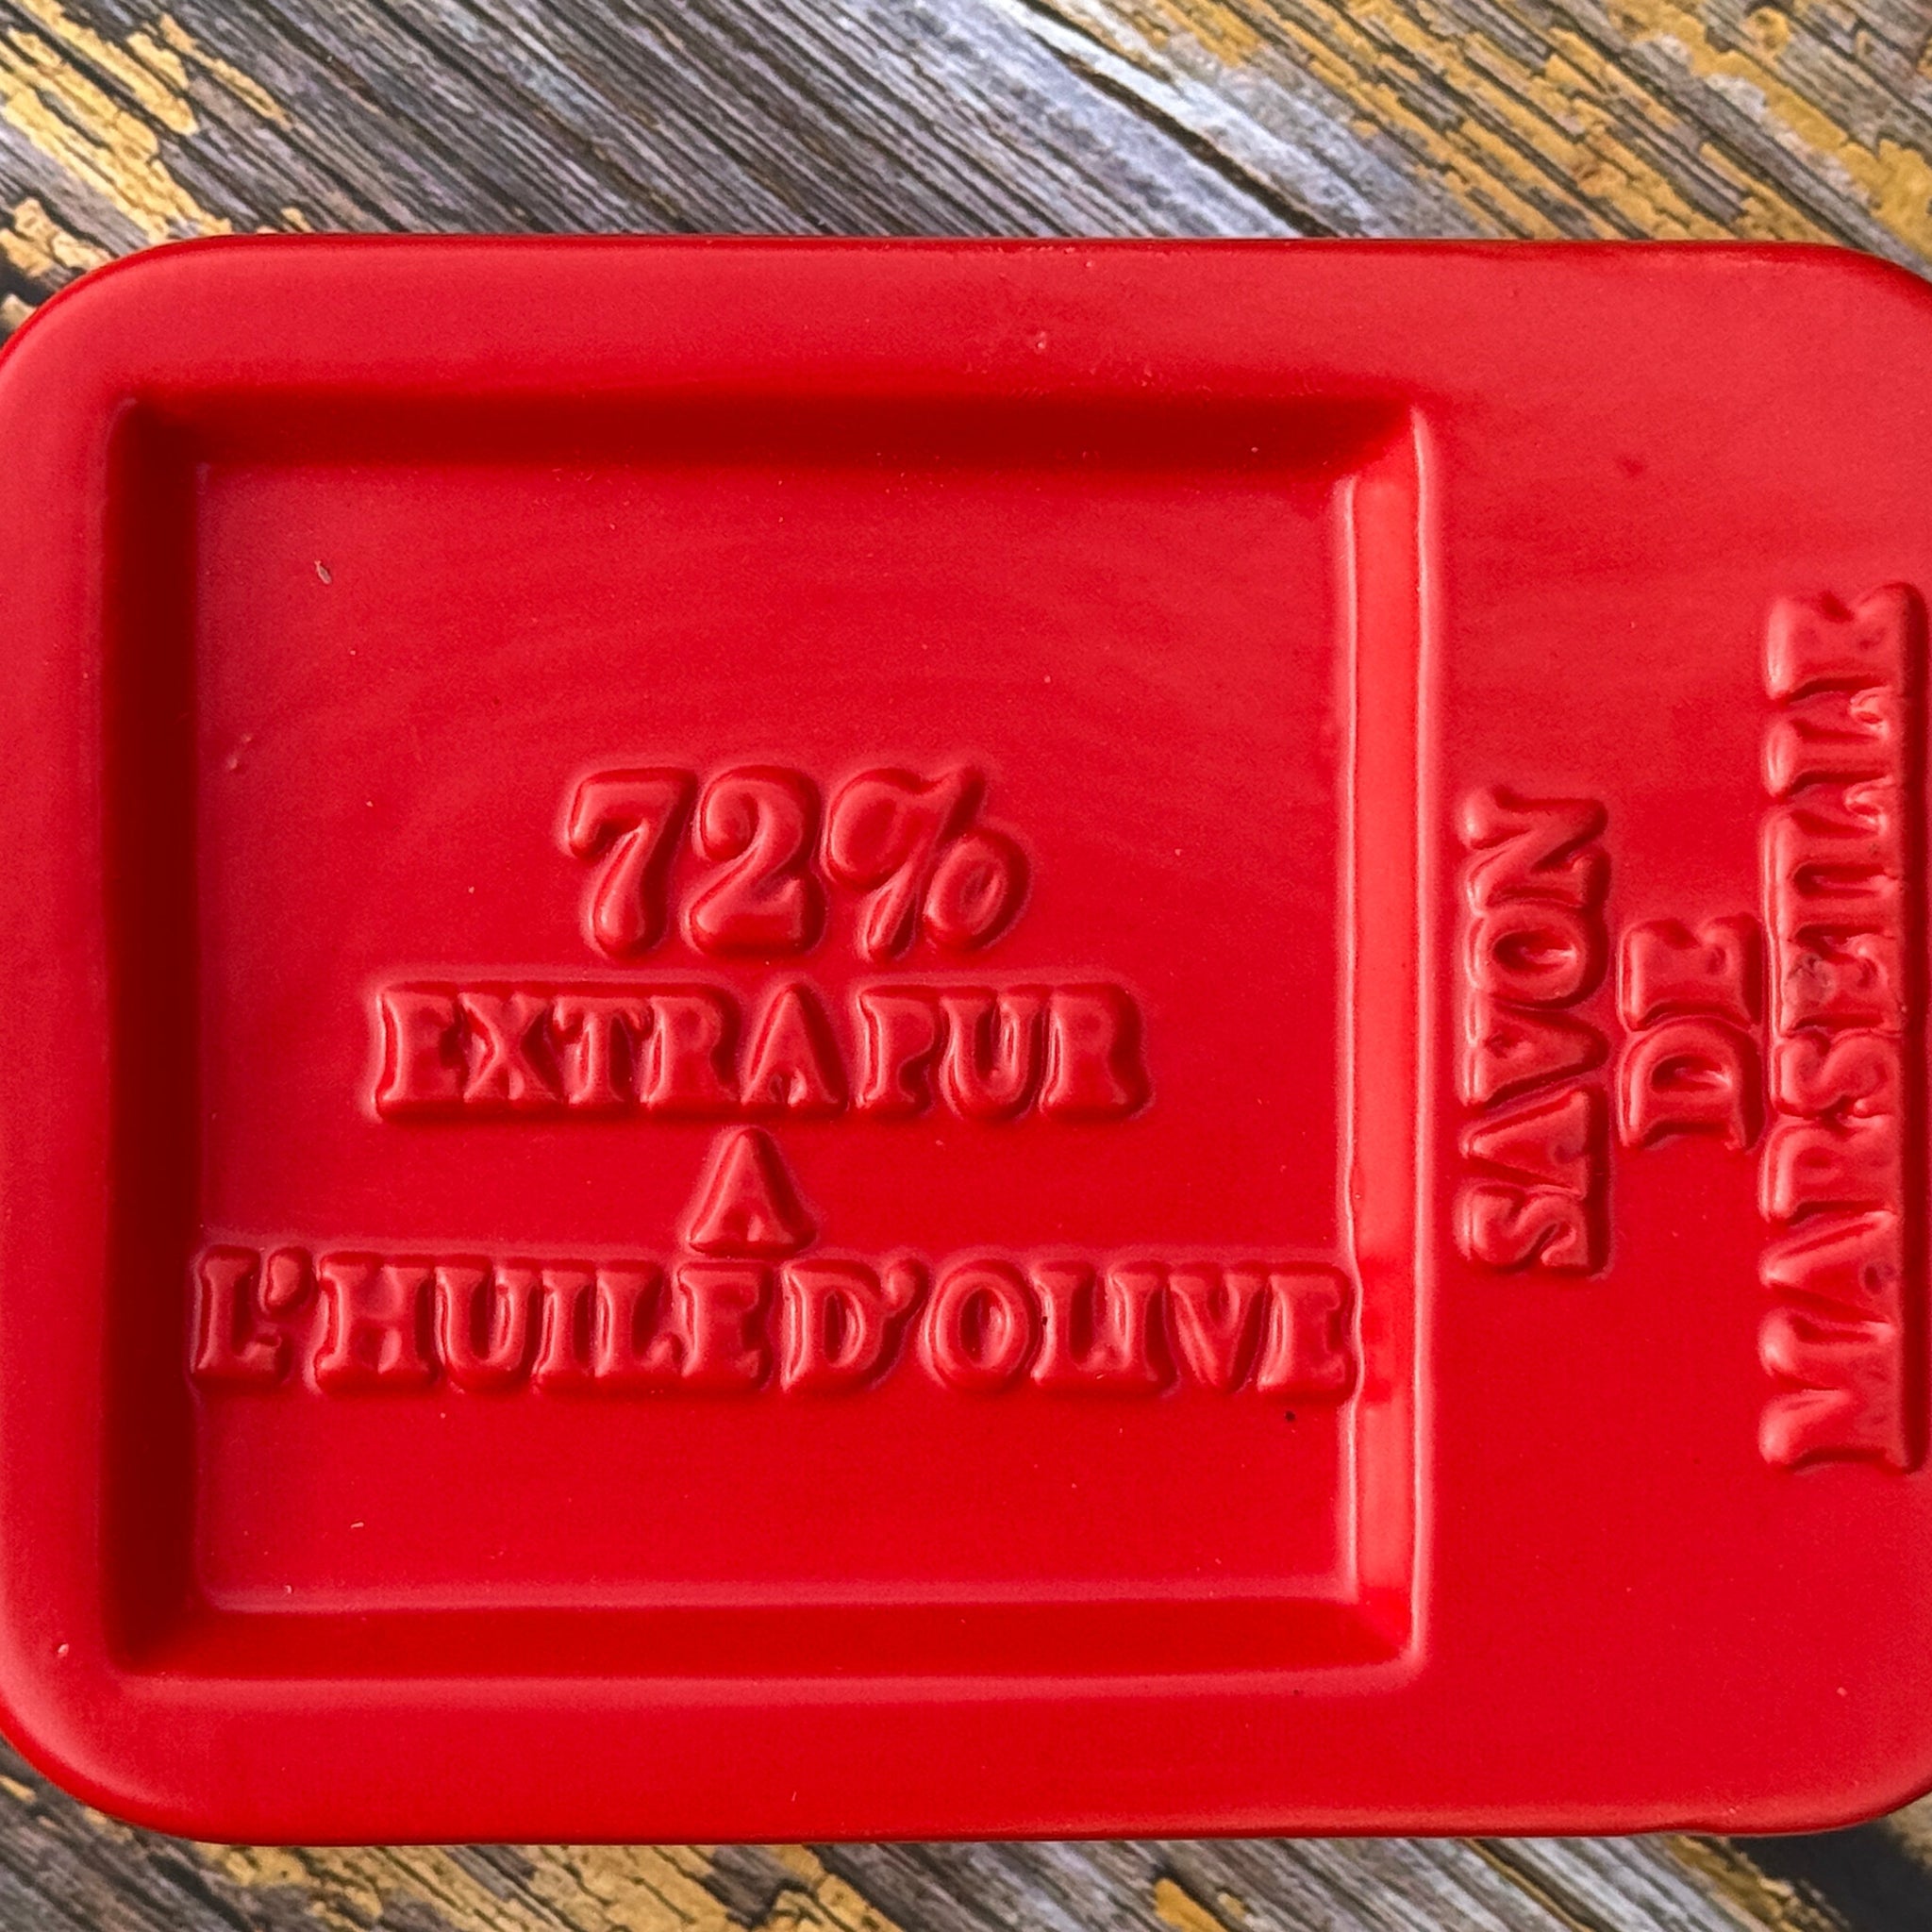 72%
EXTRA PUR
A
L'HUILE D'OLIVE
SAVON
DE
MARSEILLE